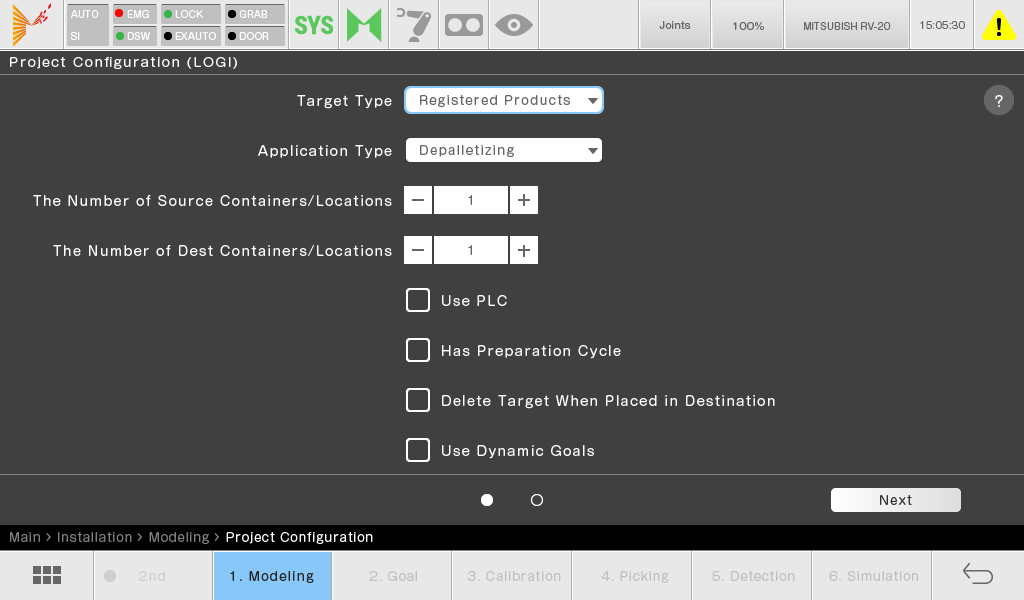 AUTO EMG LOCK GRAB
SI DSW EXAUTO DOOR
SYS
Joints
100%
MITSUBISH RV-20
15:05:30
Project Configuration (LOGI)
Target Type Registered Products
?
Application Type Depalletizing
The Number of Source Containers/Locations − 1 +
The Number of Dest Containers/Locations − 1 +
Use PLC
Has Preparation Cycle
Delete Target When Placed in Destination
Use Dynamic Goals
Next
Main > Installation > Modeling > Project Configuration
2nd
1. Modeling
2. Goal
3. Calibration
4. Picking
5. Detection
6. Simulation